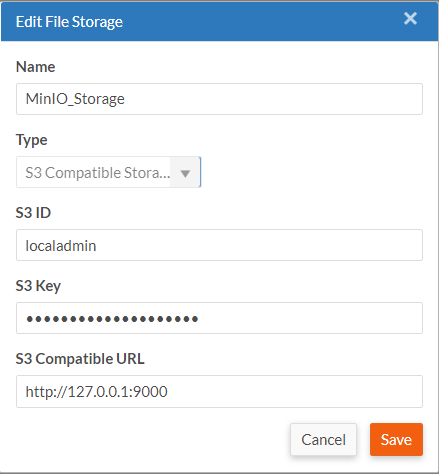 Edit File Storage
Name
MinIO_Storage
Type
S3 Compatible Stora...
S3 ID
localadmin
S3 Key
••••••••••••••••••••
S3 Compatible URL
http://127.0.0.1:9000
Cancel Save